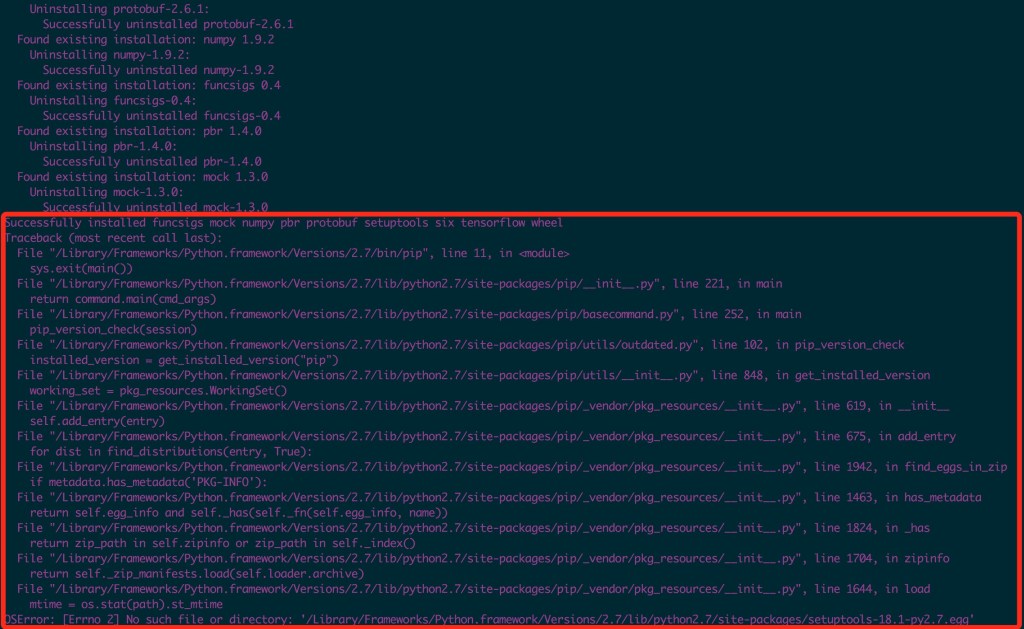 Uninstalling protobuf-2.6.1:
Successfully uninstalled protobuf-2.6.1
Found existing installation: numpy 1.9.2
Uninstalling numpy-1.9.2:
Successfully uninstalled numpy-1.9.2
Found existing installation: funcsigs 0.4
Uninstalling funcsigs-0.4:
Successfully uninstalled funcsigs-0.4
Found existing installation: pbr 1.4.0
Uninstalling pbr-1.4.0:
Successfully uninstalled pbr-1.4.0
Found existing installation: mock 1.3.0
Uninstalling mock-1.3.0:
Successfully uninstalled mock-1.3.0
Successfully installed funcsigs mock numpy pbr protobuf setuptools six tensorflow wheel
Traceback (most recent call last):
File "/Library/Frameworks/Python.framework/Versions/2.7/bin/pip", line 11, in <module>
sys.exit(main())
File "/Library/Frameworks/Python.framework/Versions/2.7/lib/python2.7/site-packages/pip/__init__.py", line 221, in main
return command.main(cmd_args)
File "/Library/Frameworks/Python.framework/Versions/2.7/lib/python2.7/site-packages/pip/basecommand.py", line 252, in main
pip_version_check(session)
File "/Library/Frameworks/Python.framework/Versions/2.7/lib/python2.7/site-packages/pip/utils/outdated.py", line 102, in pip_version_check
installed_version = get_installed_version("pip")
File "/Library/Frameworks/Python.framework/Versions/2.7/lib/python2.7/site-packages/pip/utils/__init__.py", line 848, in get_installed_version
working_set = pkg_resources.WorkingSet()
File "/Library/Frameworks/Python.framework/Versions/2.7/lib/python2.7/site-packages/pip/_vendor/pkg_resources/__init__.py", line 619, in __init__
self.add_entry(entry)
File "/Library/Frameworks/Python.framework/Versions/2.7/lib/python2.7/site-packages/pip/_vendor/pkg_resources/__init__.py", line 675, in add_entry
for dist in find_distributions(entry, True):
File "/Library/Frameworks/Python.framework/Versions/2.7/lib/python2.7/site-packages/pip/_vendor/pkg_resources/__init__.py", line 1942, in find_eggs_in_zip
if metadata.has_metadata('PKG-INFO'):
File "/Library/Frameworks/Python.framework/Versions/2.7/lib/python2.7/site-packages/pip/_vendor/pkg_resources/__init__.py", line 1463, in has_metadata
return self.egg_info and self._has(self._fn(self.egg_info, name))
File "/Library/Frameworks/Python.framework/Versions/2.7/lib/python2.7/site-packages/pip/_vendor/pkg_resources/__init__.py", line 1824, in _has
return zip_path in self.zipinfo or zip_path in self._index()
File "/Library/Frameworks/Python.framework/Versions/2.7/lib/python2.7/site-packages/pip/_vendor/pkg_resources/__init__.py", line 1704, in zipinfo
return self._zip_manifests.load(self.loader.archive)
File "/Library/Frameworks/Python.framework/Versions/2.7/lib/python2.7/site-packages/pip/_vendor/pkg_resources/__init__.py", line 1644, in load
mtime = os.stat(path).st_mtime
OSError: [Errno 2] No such file or directory: '/Library/Frameworks/Python.framework/Versions/2.7/lib/python2.7/site-packages/setuptools-18.1-py2.7.egg'